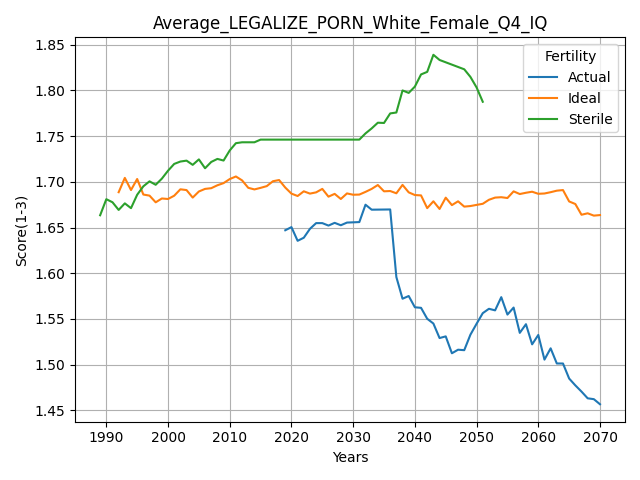 Average_LEGALIZE_PORN_White_Female_Q4_IQ
Fertility
Actual
Ideal
Sterile
Score(1-3)
1.85
1.80
1.75
1.70
1.65
1.60
1.55
1.50
1.45
1990 2000 2010 2020 2030 2040 2050 2060 2070
Years